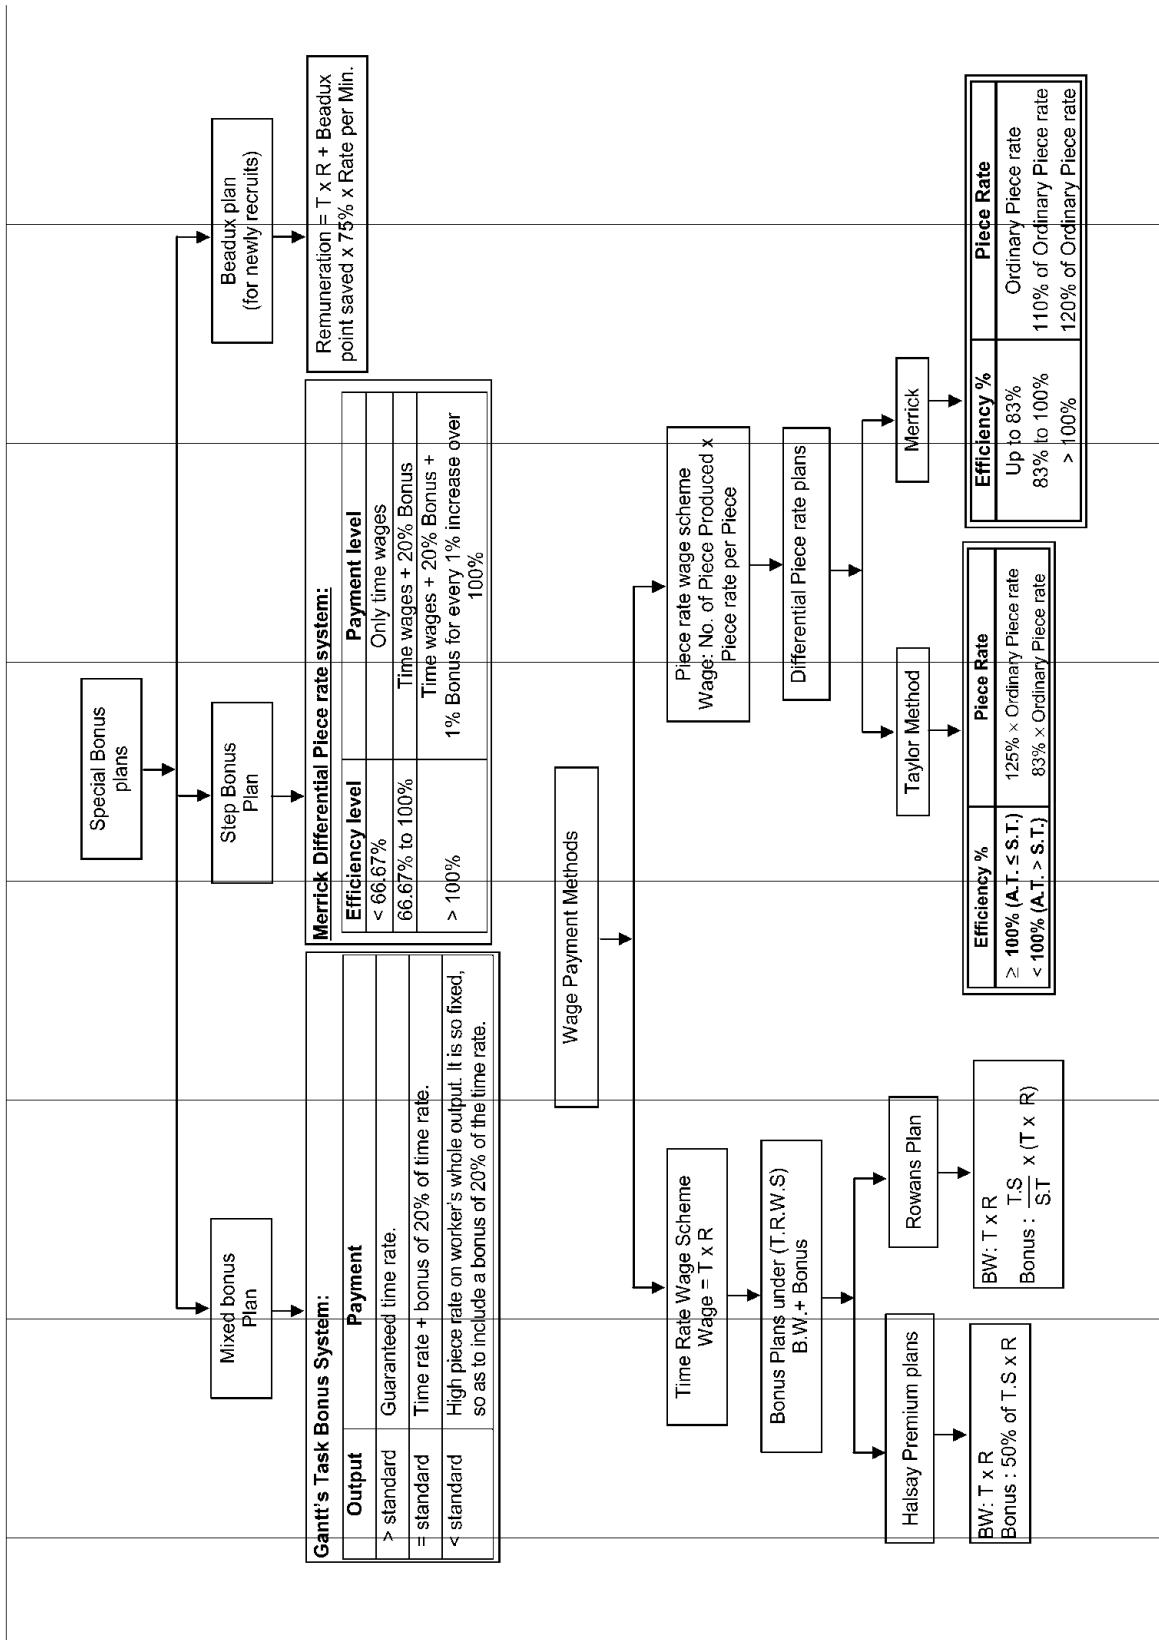 Special Bonus
plans
Mixed bonus
Plan
Step Bonus
Plan
Beadux plan
(for newly recruits)
Gantt's Task Bonus System:
Output Payment
> standard Guaranteed time rate.
= standard Time rate + bonus of 20% of time rate.
< standard High piece rate on worker's whole output. It is so fixed,
so as to include a bonus of 20% of the time rate.
Merrick Differential Piece rate system:
Efficiency level Payment level
< 66.67% Only time wages
66.67% to 100% Time wages + 20% Bonus
> 100% Time wages + 20% Bonus +
1% Bonus for every 1% increase over
100%
Remuneration = T x R + Beadux
point saved x 75% x Rate per Min.
Wage Payment Methods
Time Rate Wage Scheme
Wage = T x R
Bonus Plans under (T.R.W.S)
B.W.+ Bonus
Halsay Premium plans
BW: T x R
Bonus : 50% of T.S x R
Rowans Plan
BW: T x R
Bonus : T.S/S.T x (T x R)
Piece rate wage scheme
Wage: No. of Piece Produced x
Piece rate per Piece
Differential Piece rate plans
Taylor Method
Efficiency % Piece Rate
≥ 100% (A.T. ≤ S.T.) 125% × Ordinary Piece rate
< 100% (A.T. > S.T.) 83% × Ordinary Piece rate
Merrick
Efficiency % Piece Rate
Up to 83% Ordinary Piece rate
83% to 100% 110% of Ordinary Piece rate
> 100% 120% of Ordinary Piece rate